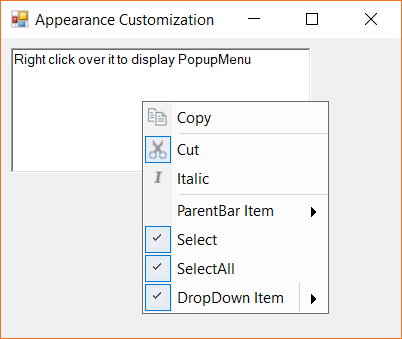 Appearance Customization
Right click over it to display PopupMenu
Copy
Cut
Italic
ParentBar Item
Select
SelectAll
DropDown Item